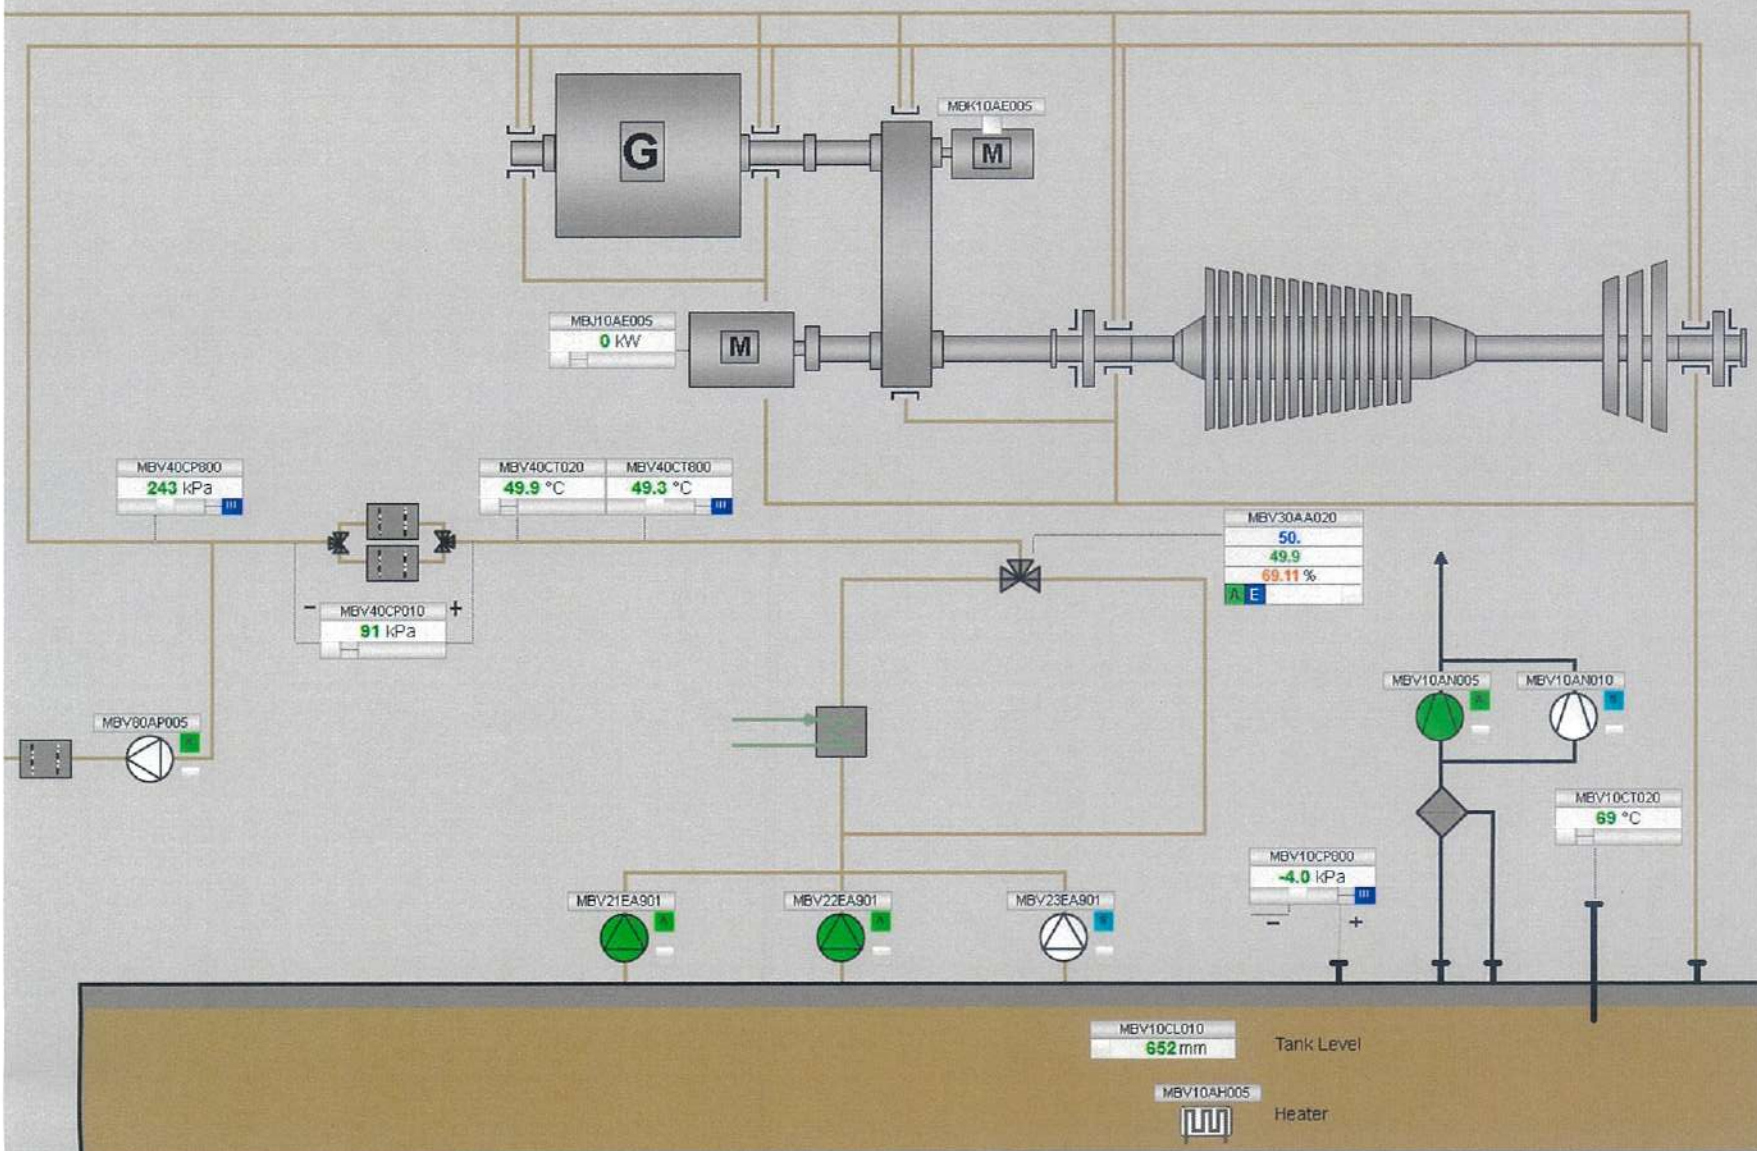 MBK10AE005
G
M
MBJ10AE005
0 kW
M
MBV40CP800
243 kPa
MBV40CT020
49.9 °C
MBV40CT800
49.3 °C
MBV30AA020
50.
49.9
69.11 %
A E
- MBV40CP010 +
91 kPa
MBV10AN005
A
MBV10AN010
MBV80AP005
MBV10CT020
69 °C
MBV10CP800
-4.0 kPa
- +
MBV21EA901
A
MBV22EA901
A
MBV23EA901
MBV10CL010
652 mm
Tank Level
MBV10AH005
Heater